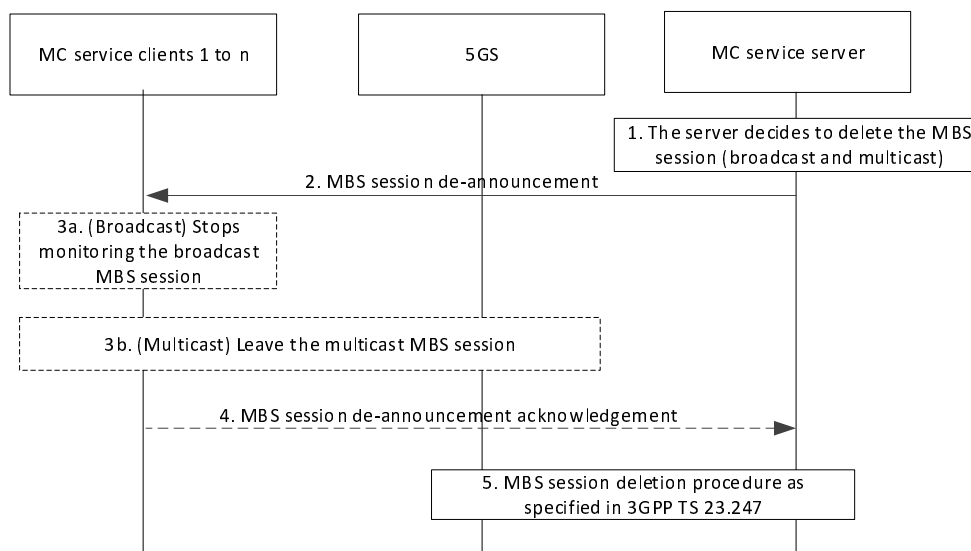 MC service clients 1 to n
5GS
MC service server
1. The server decides to delete the MBS
session (broadcast and multicast)
2. MBS session de-announcement
3a. (Broadcast) Stops
monitoring the broadcast
MBS session
3b. (Multicast) Leave the multicast MBS session
4. MBS session de-announcement acknowledgement
5. MBS session deletion procedure as
specified in 3GPP TS 23.247